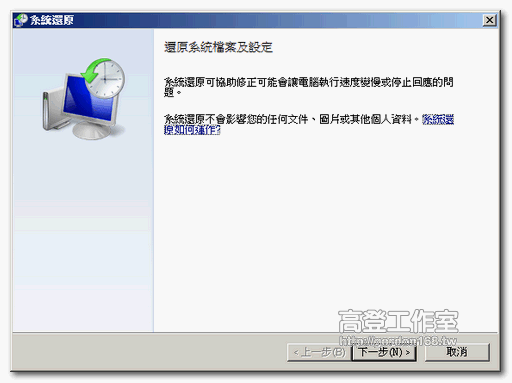 系統還原
還原系統檔案及設定
系統還原可協助修正可能會讓電腦執行速度變慢或停止回應的問
題。
系統還原不會影響您的任何文件、圖片或其他個人資料。系統還
原如何運作?
高登工作室
http://gordon168.tw
< 上一步(B)
下一步(N) >
取消